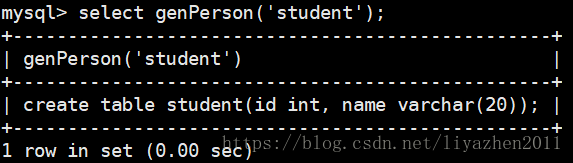 mysql> select genPerson('student');
+------------------------------------------------+
| genPerson('student') |
+------------------------------------------------+
| create table student(id int, name varchar(20)); |
+------------------------------------------------+
1 row in set (0.00 sec)
https://blog.csdn.net/liyazhen2011